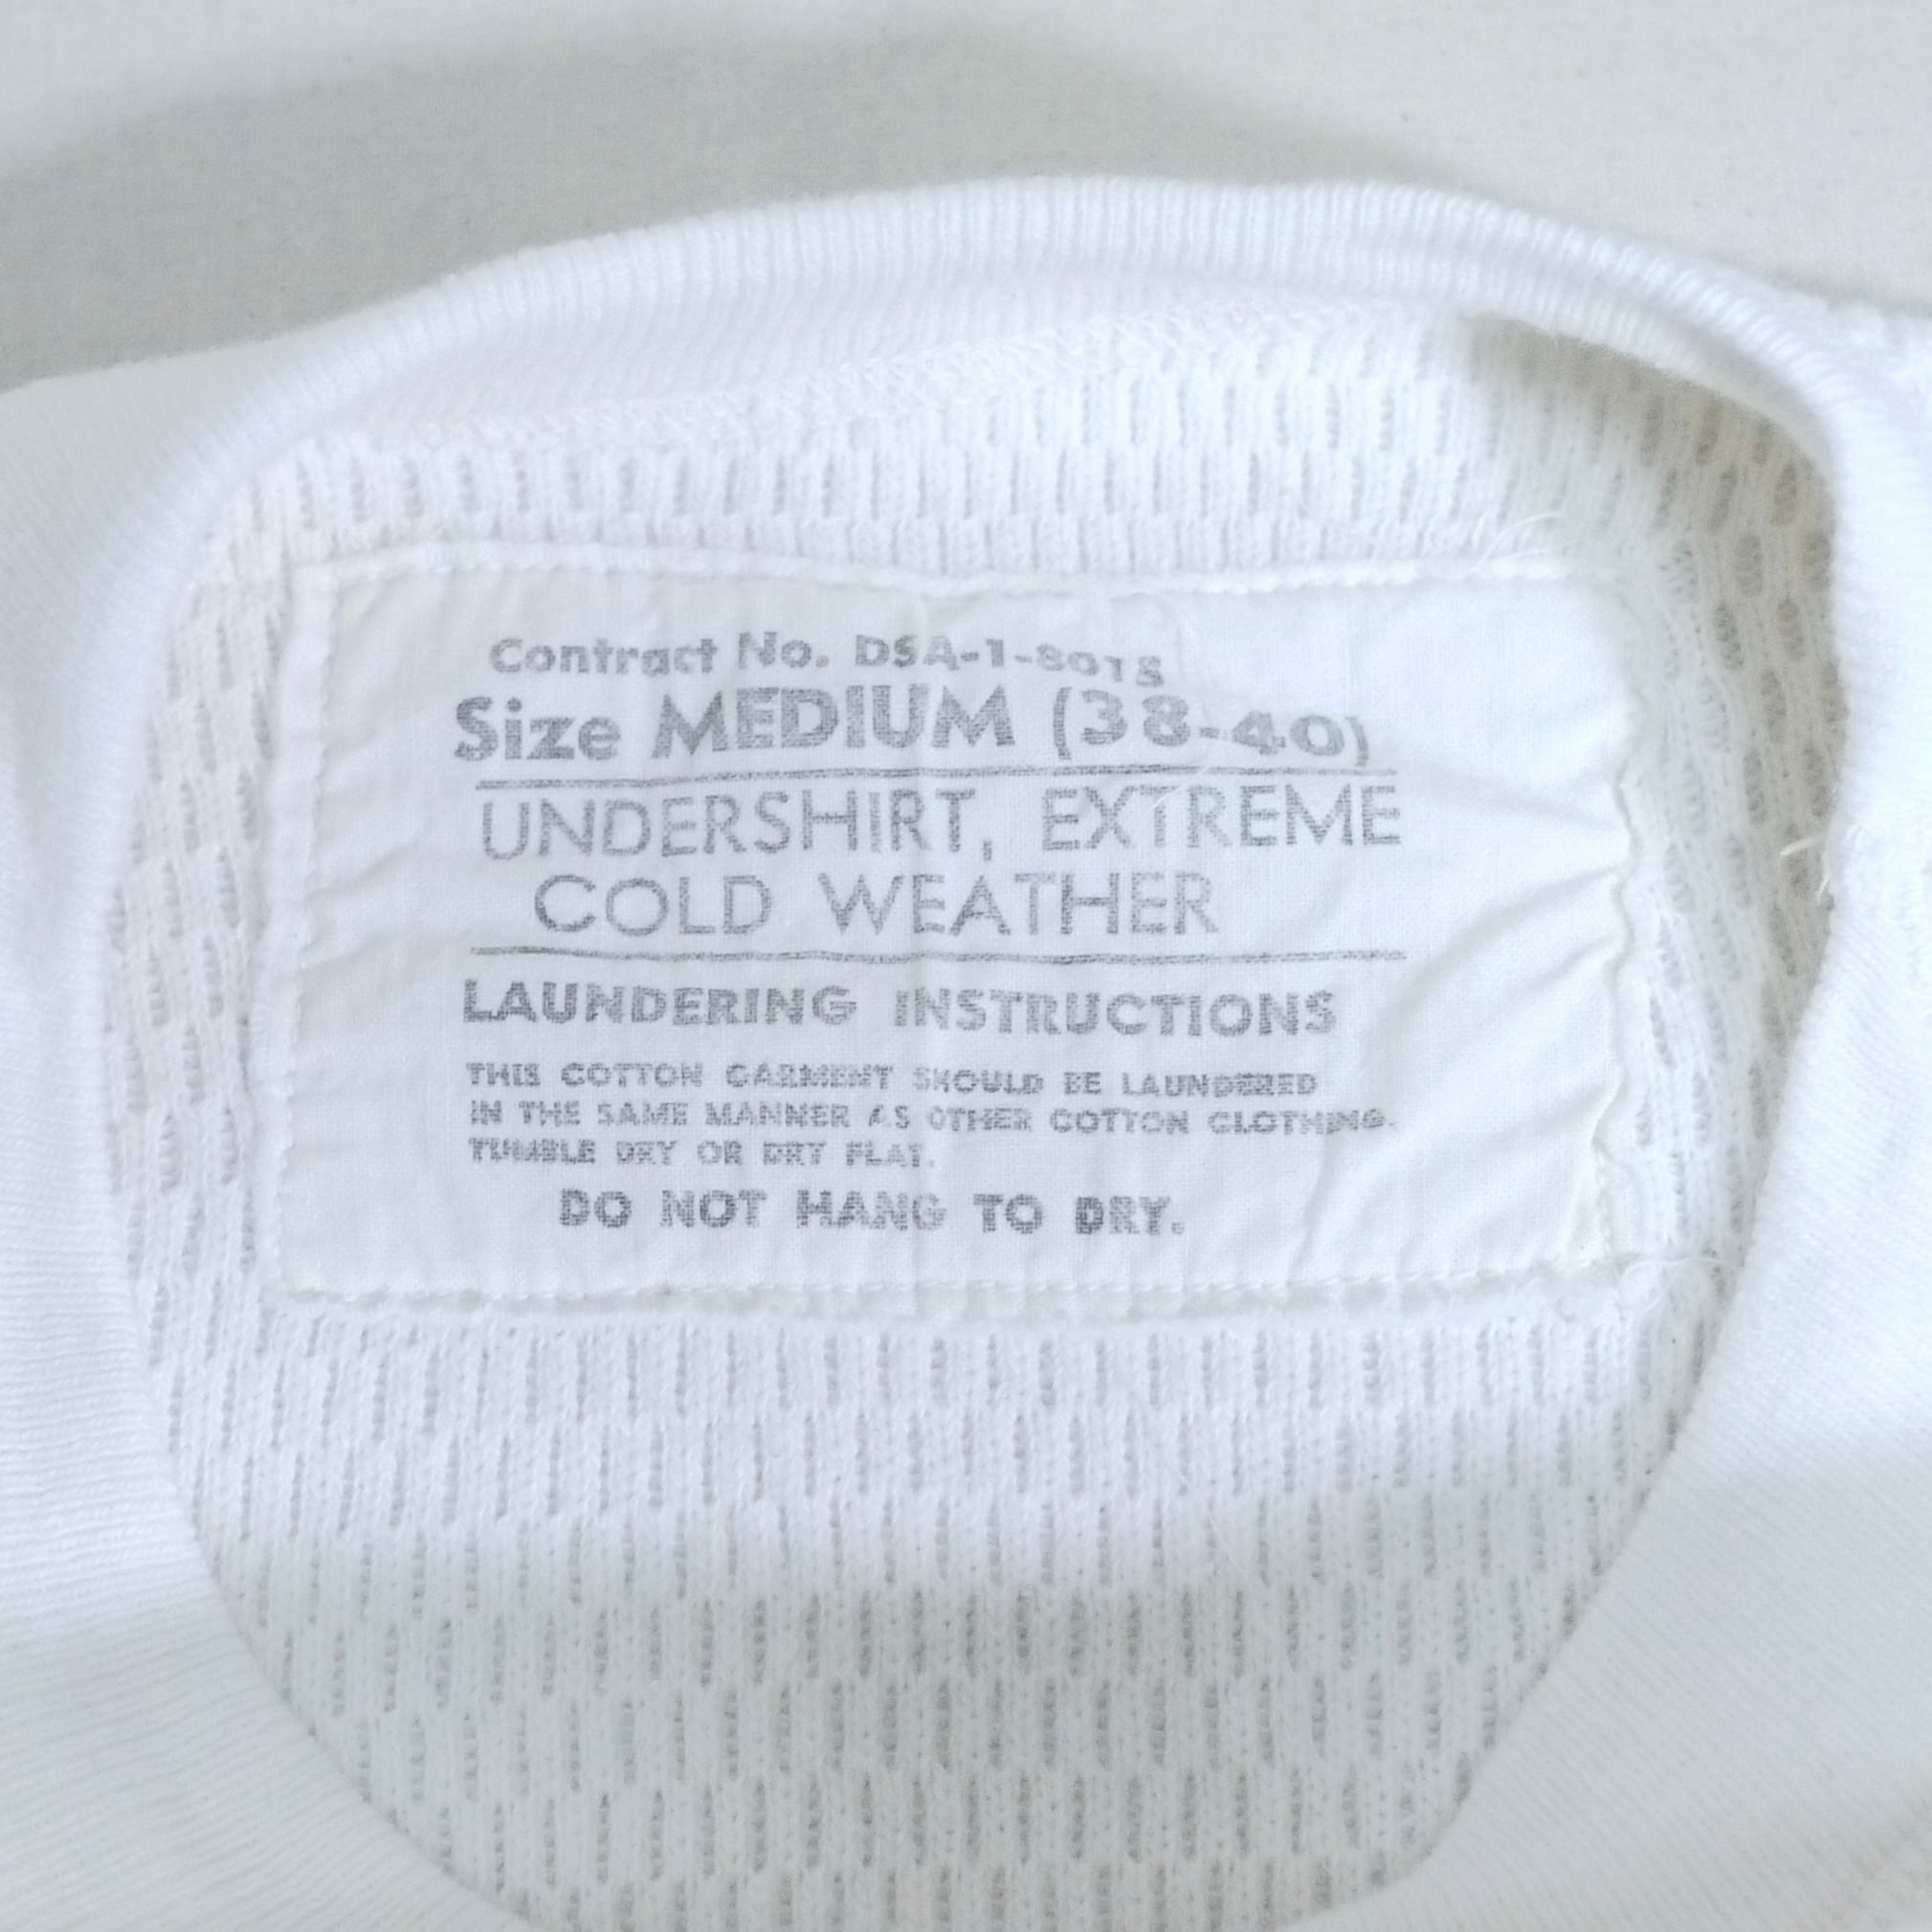 Contract No. DSA-1-8015
Size MEDIUM (38-40)
UNDERSHIRT, EXTREME
COLD WEATHER
LAUNDERING INSTRUCTIONS
THIS COTTON GARMENT SHOULD BE LAUNDERED
IN THE SAME MANNER AS OTHER COTTON CLOTHING.
TUMBLE DRY OR DRY FLAT.
DO NOT HANG TO DRY.